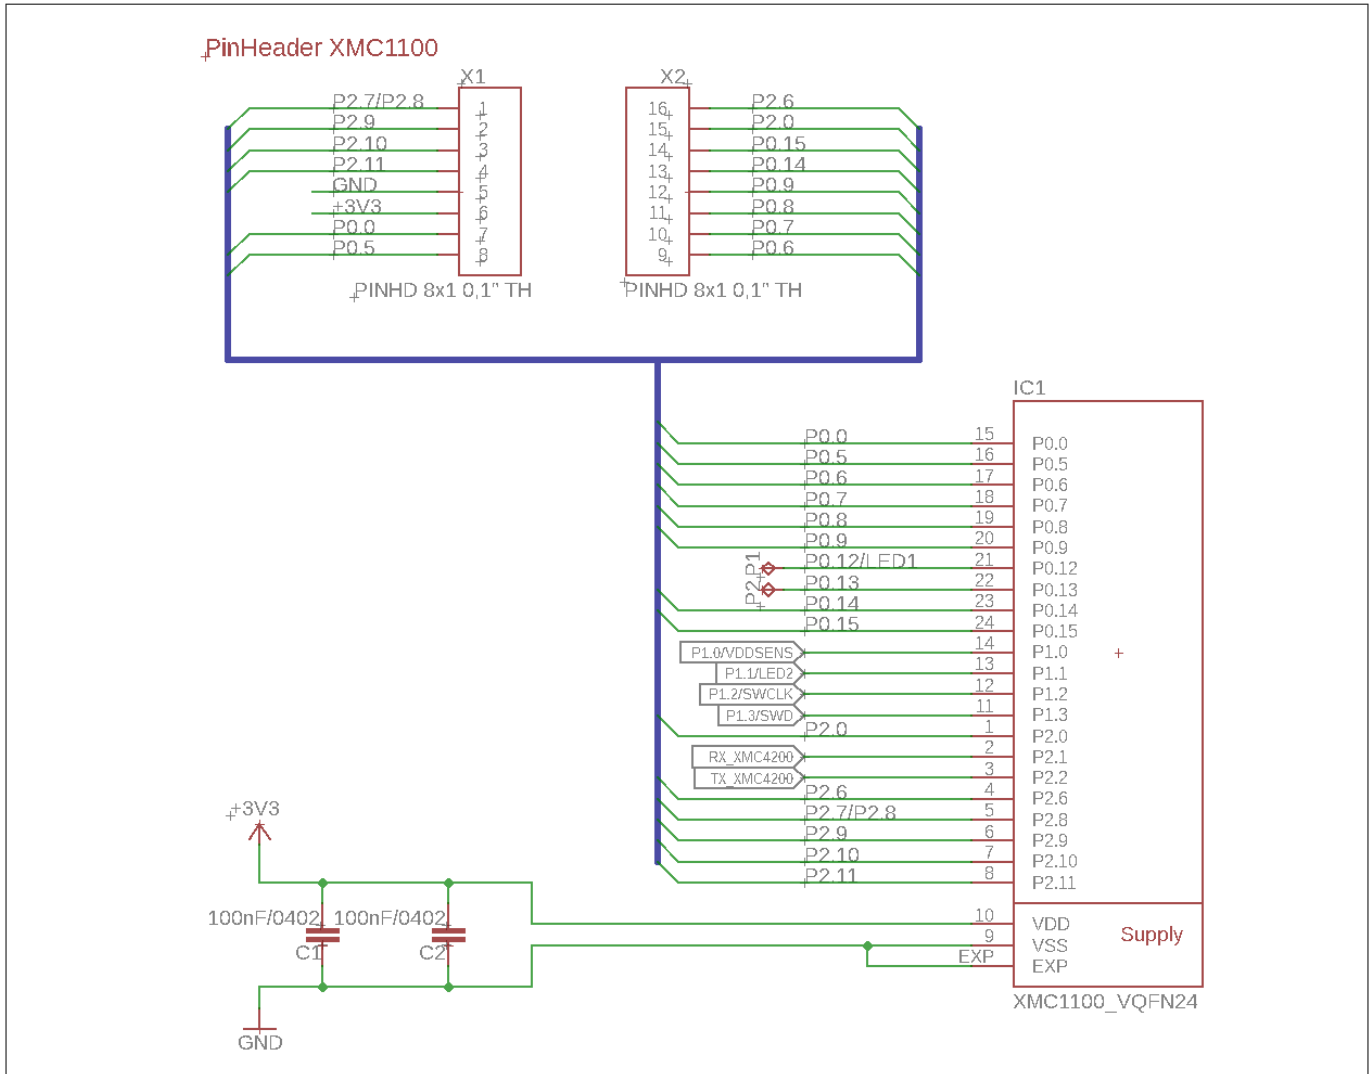 PinHeader XMC1100
X1
X2
P2.7/P2.8 1
P2.9 2
P2.10 3
P2.11 4
GND 5
+3V3 6
P0.0 7
P0.5 8
16 P2.6
15 P2.0
14 P0.15
13 P0.14
12 P0.9
11 P0.8
10 P0.7
9 P0.6
PINHD 8x1 0,1" TH
PINHD 8x1 0,1" TH
IC1
P0.0 15 P0.0
P0.5 16 P0.5
P0.6 17 P0.6
P0.7 18 P0.7
P0.8 19 P0.8
P0.9 20 P0.9
P1 P0.12/LED1 21 P0.12
P2 P0.13 22 P0.13
P0.14 23 P0.14
P0.15 24 P0.15
P1.0/VDDSENS 14 P1.0
P1.1/LED2 13 P1.1
P1.2/SWCLK 12 P1.2
P1.3/SWD 11 P1.3
P2.0 1 P2.0
RX_XMC4200 2 P2.1
TX_XMC4200 3 P2.2
P2.6 4 P2.6
P2.7/P2.8 5 P2.8
P2.9 6 P2.9
P2.10 7 P2.10
P2.11 8 P2.11
10 VDD
9 VSS
EXP EXP
Supply
XMC1100_VQFN24
+3V3
100nF/0402 100nF/0402
C1 C2
GND